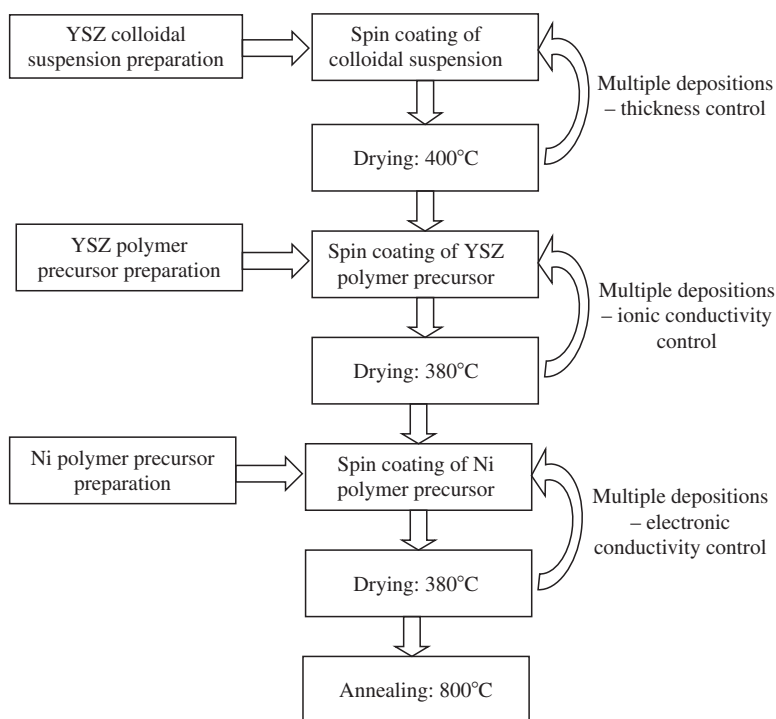 YSZ colloidal
suspension preparation
Spin coating of
colloidal suspension
Multiple depositions
– thickness control
Drying: 400°C
YSZ polymer
precursor preparation
Spin coating of YSZ
polymer precursor
Multiple depositions
– ionic conductivity
control
Drying: 380°C
Ni polymer precursor
preparation
Spin coating of Ni
polymer precursor
Multiple depositions
– electronic
conductivity control
Drying: 380°C
Annealing: 800°C